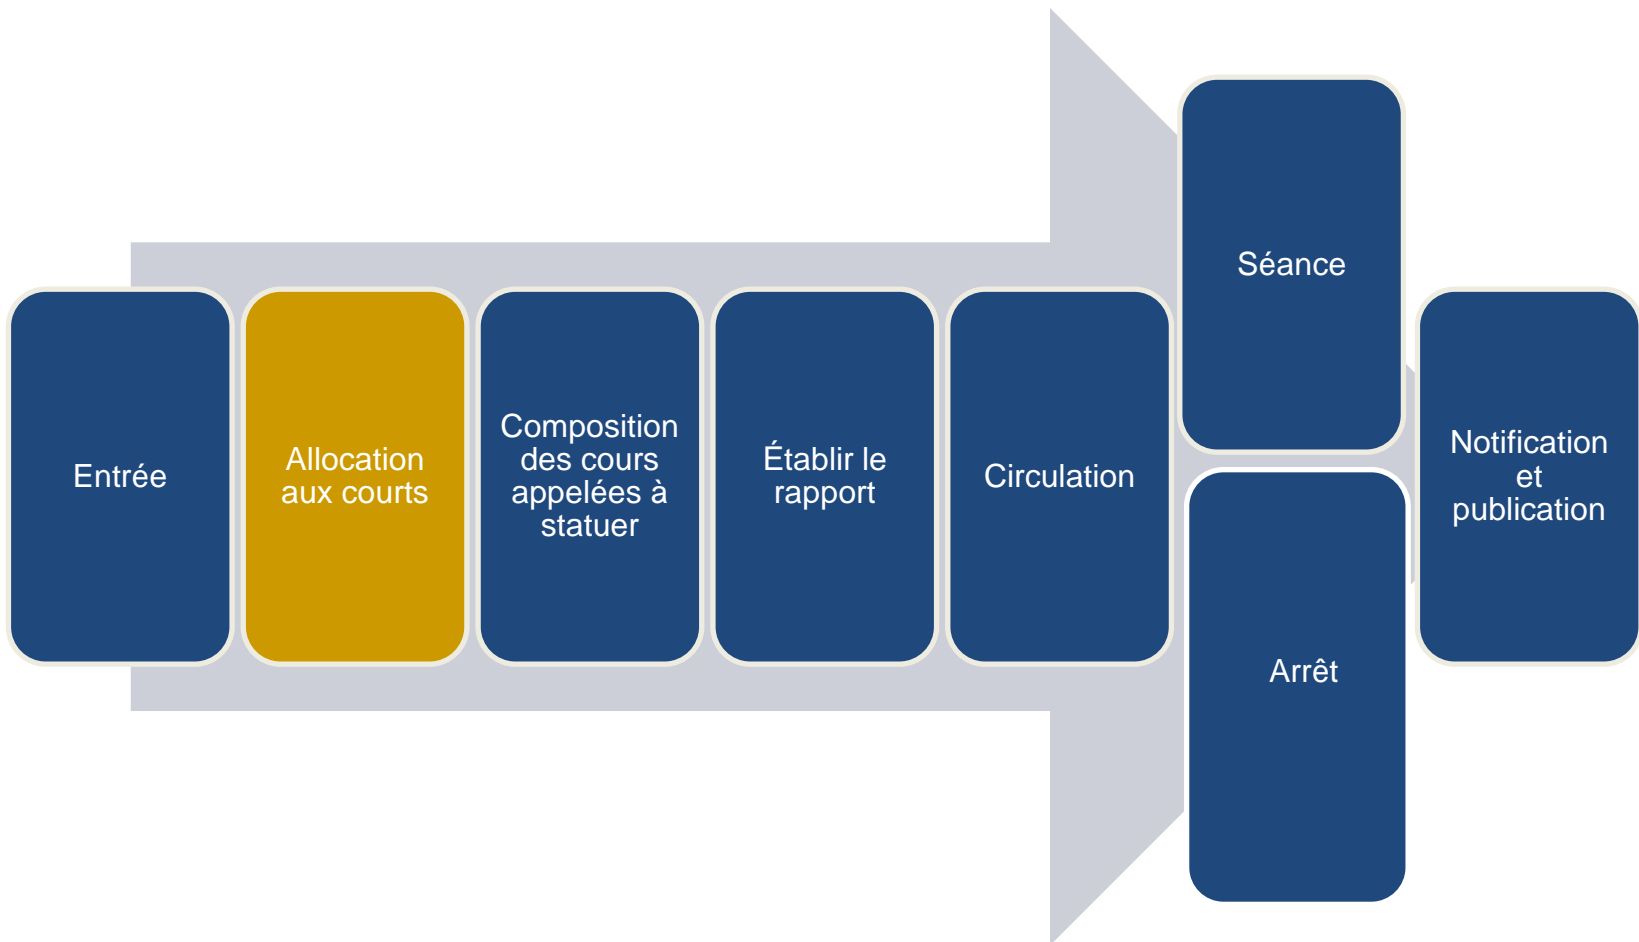 Entrée
Allocation
aux courts
Composition
des cours
appelées à
statuer
Établir le
rapport
Circulation
Séance
Arrêt
Notification
et
publication